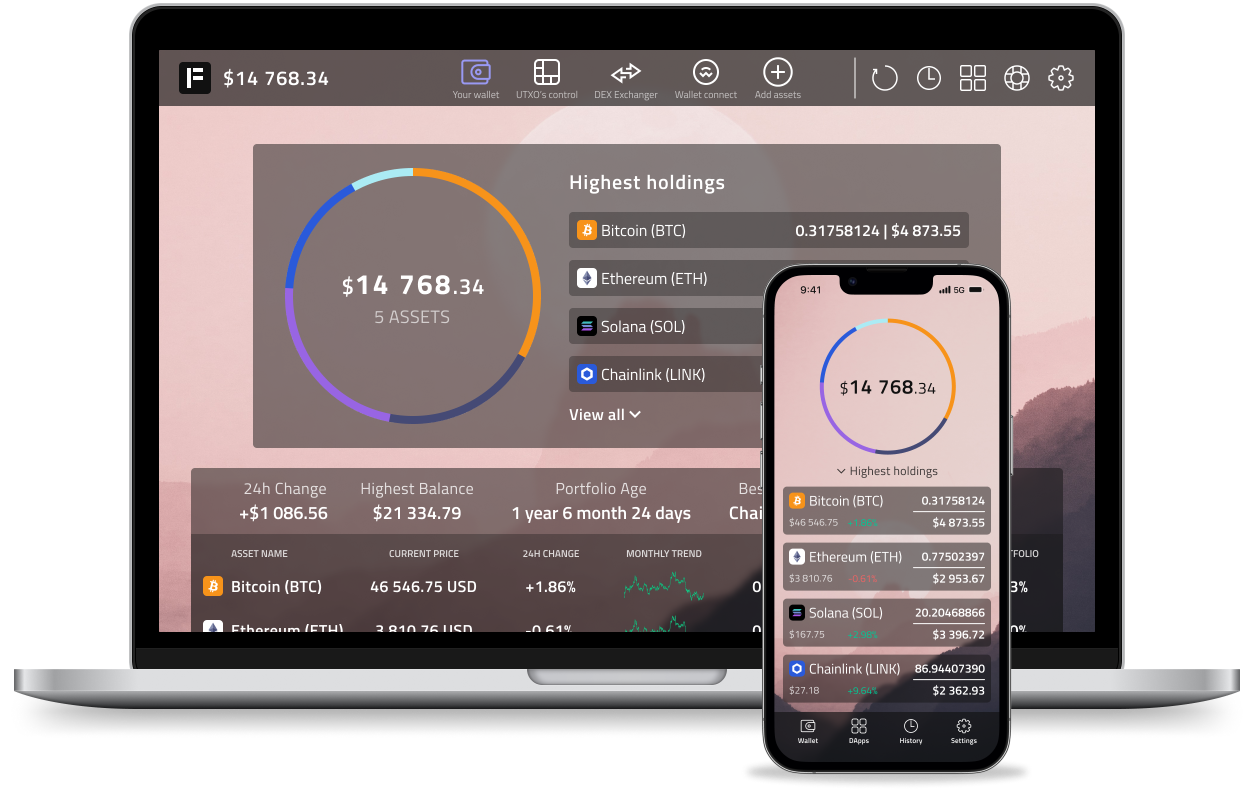 $14 768.34
Your wallet
UTXO's control
DEX Exchanger
Wallet connect
Add assets
$14 768.34
5 ASSETS
Highest holdings
Bitcoin (BTC) 0.31758124 | $4 873.55
Ethereum (ETH)
Solana (SOL)
Chainlink (LINK)
View all
24h Change Highest Balance Portfolio Age
+$1 086.56 $21 334.79 1 year 6 month 24 days
ASSET NAME CURRENT PRICE 24H CHANGE MONTHLY TREND
Bitcoin (BTC) 46 546.75 USD +1.86% 3%
Ethereum (ETH) 3 810.76 USD -0.61% 0%
9:41 5G
$14 768.34
Highest holdings
Bitcoin (BTC) 0.31758124
$46 546.75 +1.86% $4 873.55
Ethereum (ETH) 0.77502397
$3 810.76 -0.61% $2 953.67
Solana (SOL) 20.20468866
$167.75 +2.98% $3 396.72
Chainlink (LINK) 86.94407390
$27.18 +9.64% $2 362.93
Wallet
DApps
History
Settings